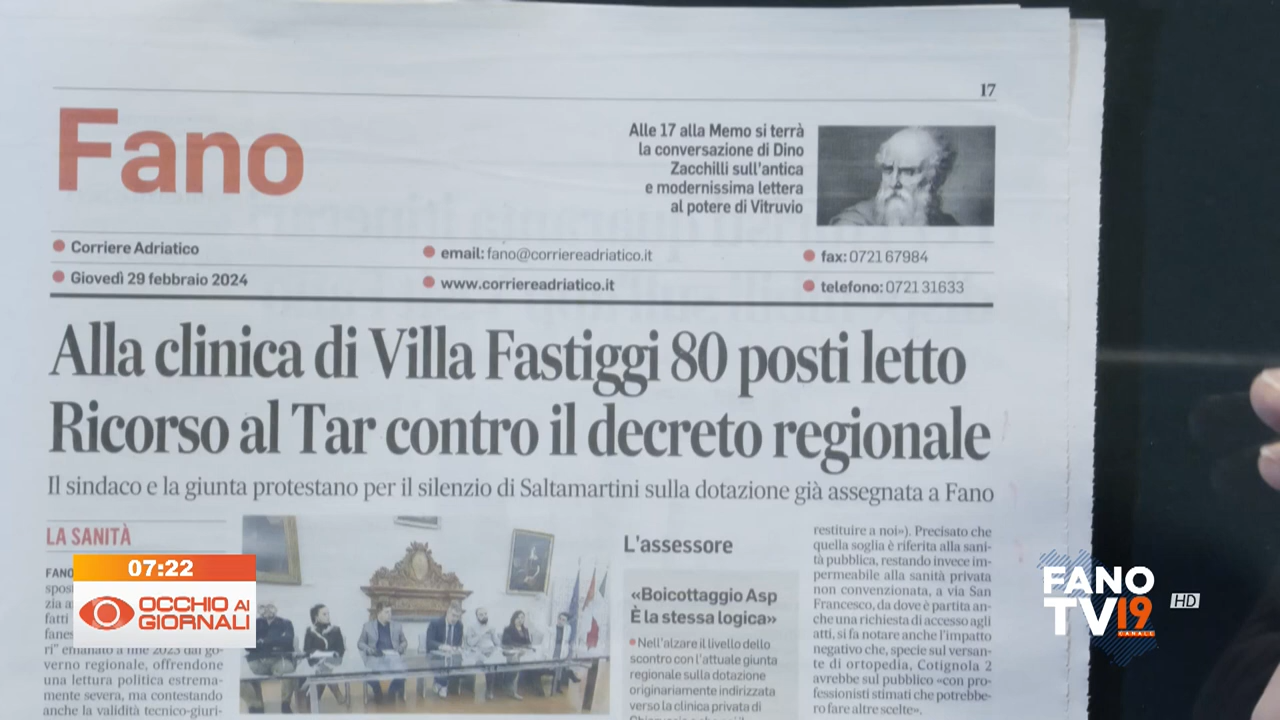 17
Fano
Alle 17 alla Memo si terrà
la conversazione di Dino
Zacchilli sull'antica
e modernissima lettera
al potere di Vitruvio
Corriere Adriatico
email: fano@corriereadriatico.it
fax: 0721 67984
Giovedì 29 febbraio 2024
www.corriereadriatico.it
telefono: 0721 31633
Alla clinica di Villa Fastiggi 80 posti letto
Ricorso al Tar contro il decreto regionale
Il sindaco e la giunta protestano per il silenzio di Saltamartini sulla dotazione già assegnata a Fano
LA SANITÀ
FANO
verno regionale, offrendone
una lettura politica estrema-
mente severa, ma contestando
anche la validità tecnico-giuri-
L'assessore
«Boicottaggio Asp
È la stessa logica»
Nell'alzare il livello dello
scontro con l'attuale giunta
regionale sulla dotazione
originariamente indirizzata
verso la clinica privata di
restituire a noi»). Precisato che
quella soglia è riferita alla sani-
tà pubblica, restando invece im-
permeabile alla sanità privata
non convenzionata, a via San
Francesco, da dove è partita an-
che una richiesta di accesso agli
atti, si fa notare anche l'impatto
negativo che, specie sul versan-
te di ortopedia, Cotignola 2
avrebbe sul pubblico «con pro-
fessionisti stimati che potrebbe-
ro fare altre scelte».
07:22
OCCHIO AI
GIORNALI
FANO
TV19
CANALE
HD